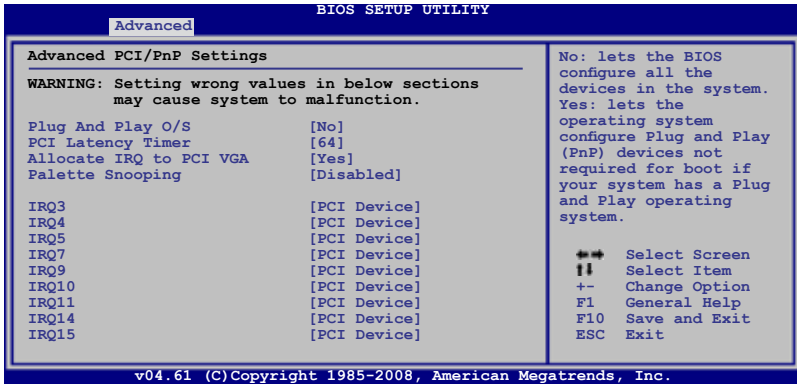 BIOS SETUP UTILITY
Advanced
Advanced PCI/PnP Settings
WARNING: Setting wrong values in below sections
may cause system to malfunction.
Plug And Play O/S [No]
PCI Latency Timer [64]
Allocate IRQ to PCI VGA [Yes]
Palette Snooping [Disabled]
IRQ3 [PCI Device]
IRQ4 [PCI Device]
IRQ5 [PCI Device]
IRQ7 [PCI Device]
IRQ9 [PCI Device]
IRQ10 [PCI Device]
IRQ11 [PCI Device]
IRQ14 [PCI Device]
IRQ15 [PCI Device]
No: lets the BIOS
configure all the
devices in the system.
Yes: lets the
operating system
configure Plug and Play
(PnP) devices not
required for boot if
your system has a Plug
and Play operating
system.
Select Screen
Select Item
+- Change Option
F1 General Help
F10 Save and Exit
ESC Exit
v04.61 (C)Copyright 1985-2008, American Megatrends, Inc.